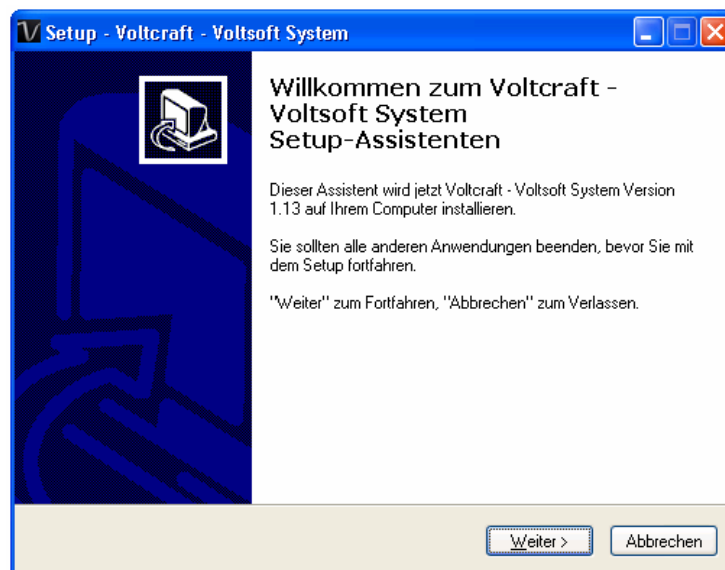 Setup - Voltcraft - Voltsoft System
Willkommen zum Voltcraft -
Voltsoft System
Setup-Assistenten
Dieser Assistent wird jetzt Voltcraft - Voltsoft System Version
1.13 auf Ihrem Computer installieren.
Sie sollten alle anderen Anwendungen beenden, bevor Sie mit
dem Setup fortfahren.
"Weiter" zum Fortfahren, "Abbrechen" zum Verlassen.
Weiter >
Abbrechen